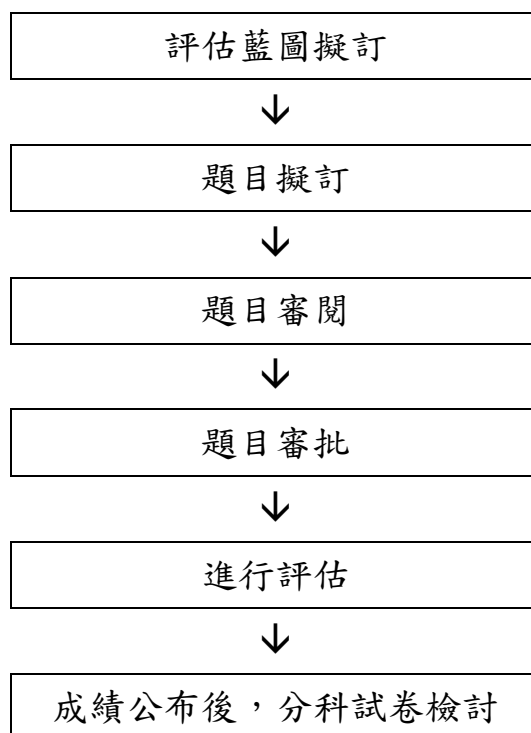 評估藍圖擬訂
↓
題目擬訂
↓
題目審閱
↓
題目審批
↓
進行評估
↓
成績公布後，分科試卷檢討